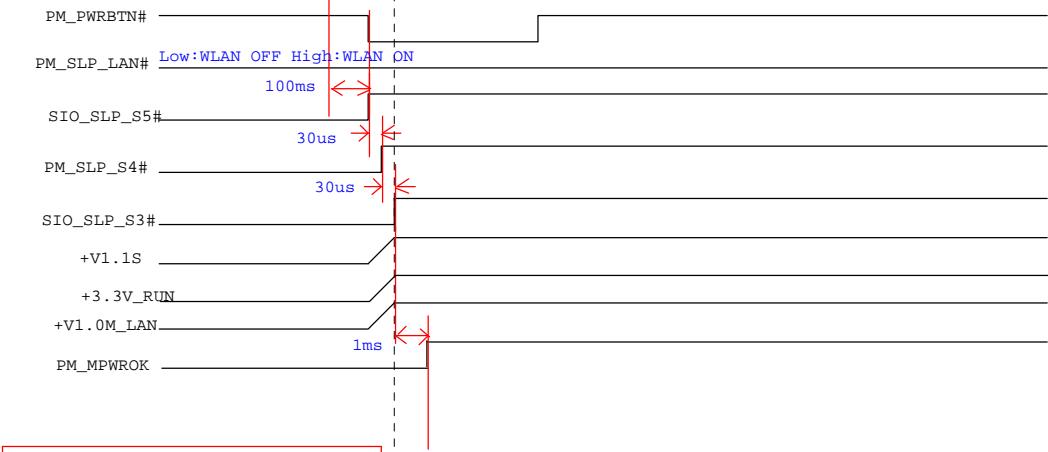 PM_PWRBTN#
Low:WLAN OFF High:WLAN ON
PM_SLP_LAN#
100ms
SIO_SLP_S5#
30us
PM_SLP_S4#
30us
SIO_SLP_S3#
+V1.1S
+3.3V_RUN
+V1.0M_LAN
1ms
PM_MPWROK